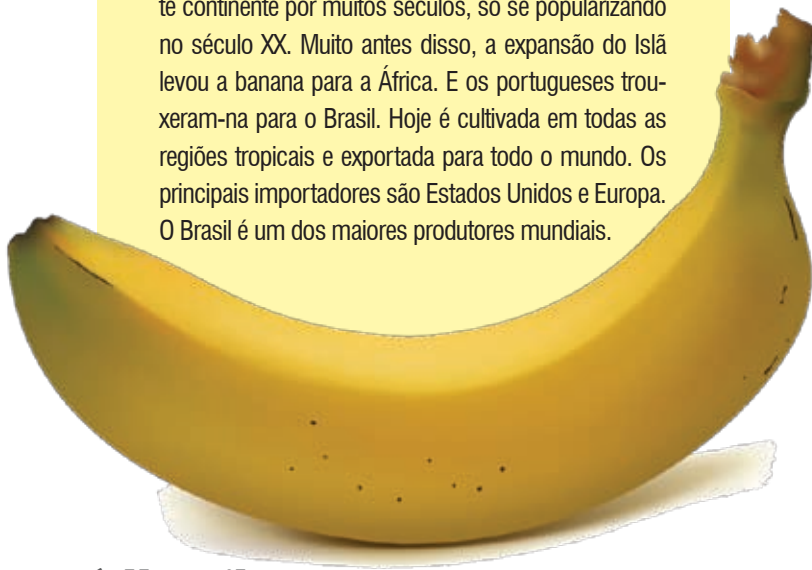 te continente por muitos séculos, só se popularizando
no século XX. Muito antes disso, a expansão do Islã
levou a banana para a África. E os portugueses trou-
xeram-na para o Brasil. Hoje é cultivada em todas as
regiões tropicais e exportada para todo o mundo. Os
principais importadores são Estados Unidos e Europa.
O Brasil é um dos maiores produtores mundiais.